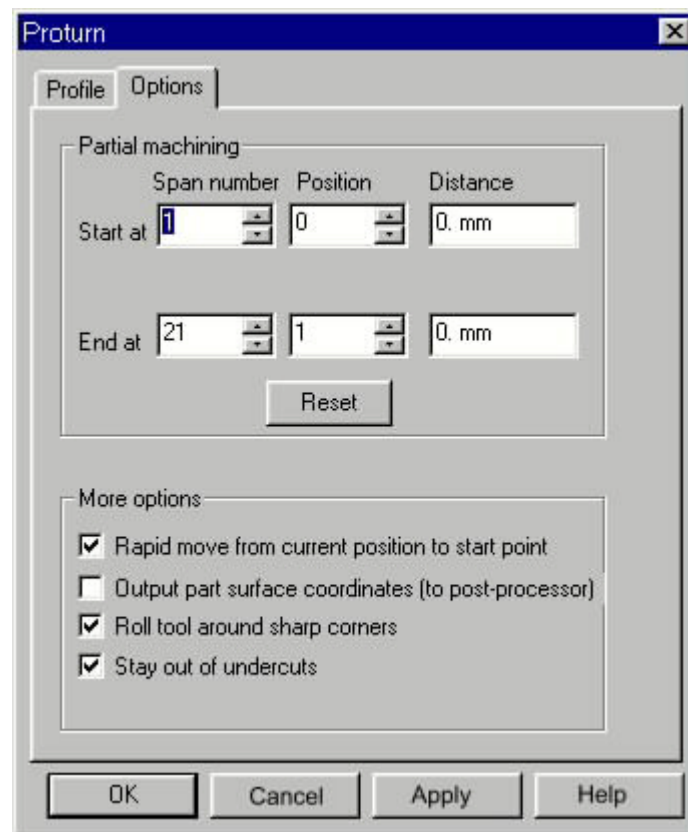 Proturn
Profile Options
Partial machining
Span number Position Distance
Start at 1 0 0. mm
End at 21 1 0. mm
Reset
More options
Rapid move from current position to start point
Output part surface coordinates (to post-processor)
Roll tool around sharp corners
Stay out of undercuts
OK Cancel Apply Help